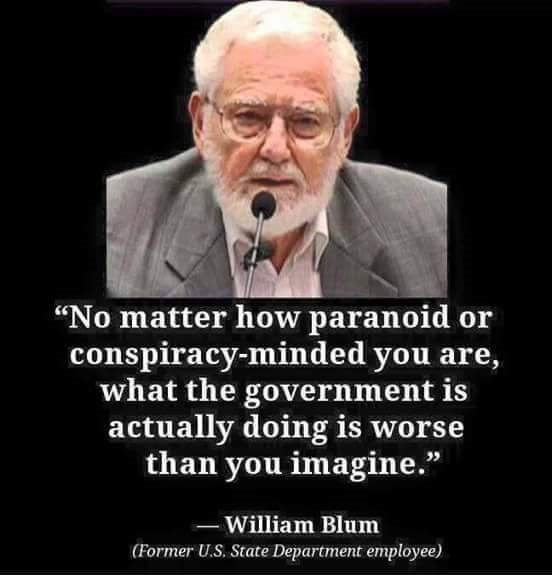 “No matter how paranoid or
conspiracy-minded you are,
what the government is
actually doing is worse
than you imagine.”
— William Blum
(Former U.S. State Department employee)